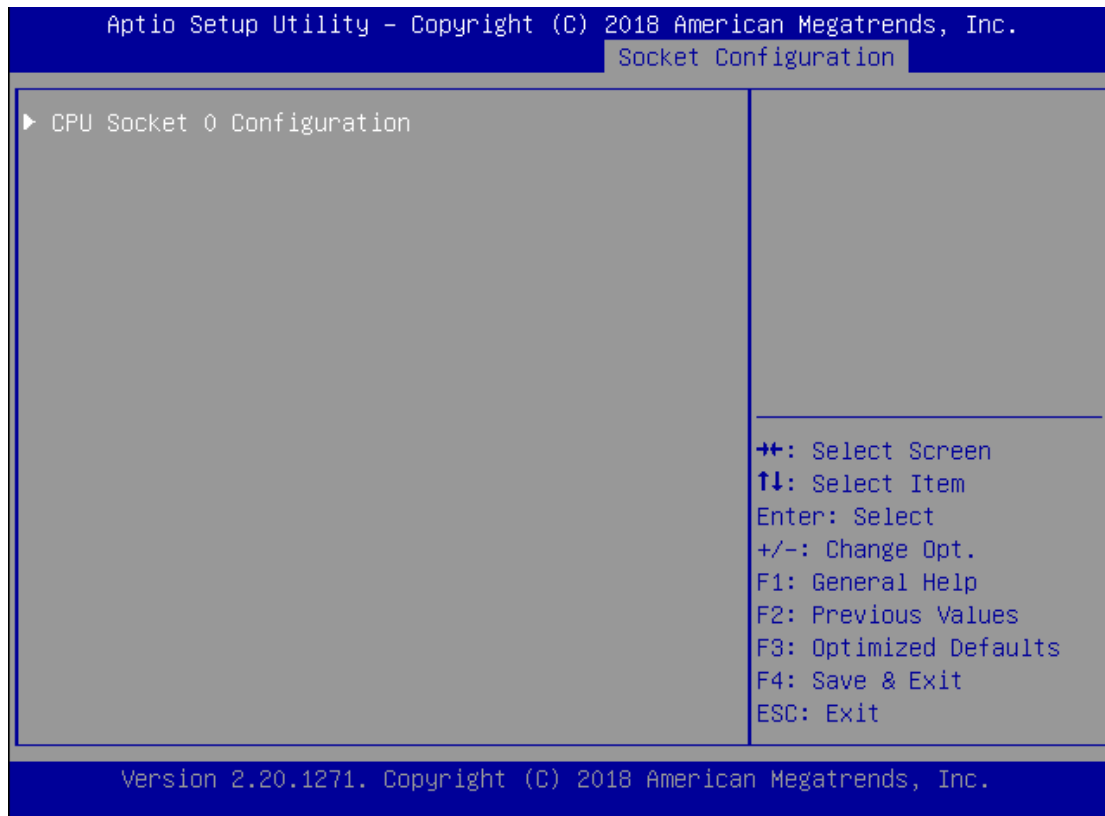 Aptio Setup Utility – Copyright (C) 2018 American Megatrends, Inc.
Socket Configuration
▶ CPU Socket 0 Configuration
→←: Select Screen
↑↓: Select Item
Enter: Select
+/-: Change Opt.
F1: General Help
F2: Previous Values
F3: Optimized Defaults
F4: Save & Exit
ESC: Exit
Version 2.20.1271. Copyright (C) 2018 American Megatrends, Inc.